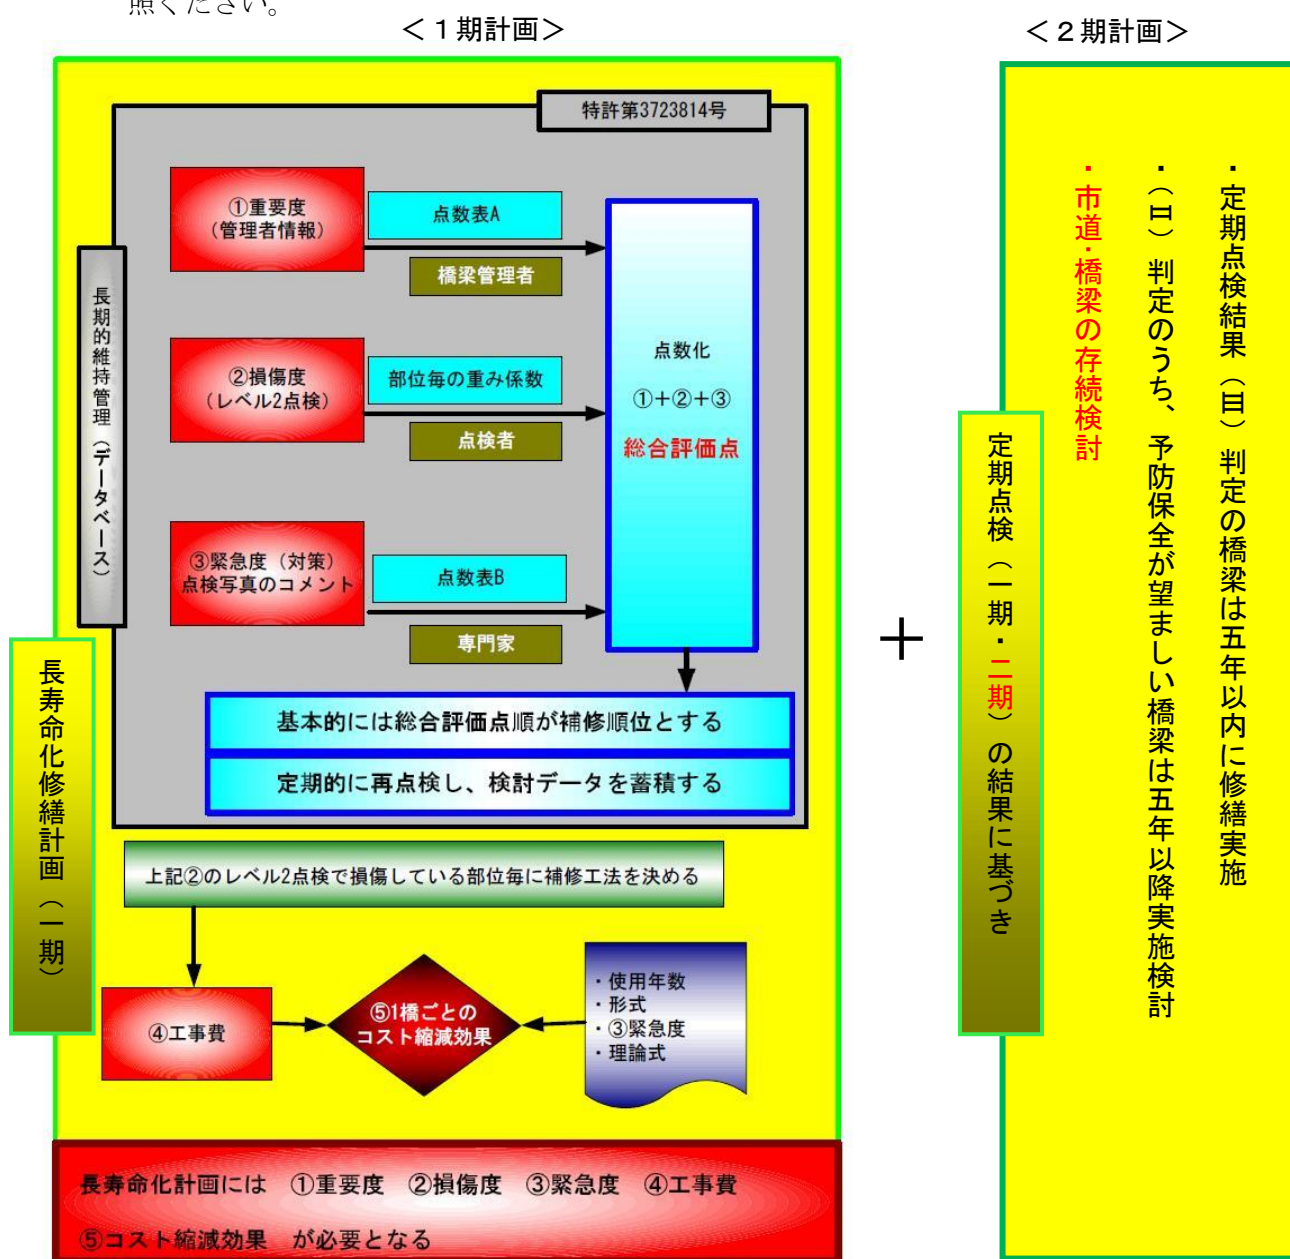 照ください。
＜１期計画＞
特許第3723814号
①重要度
(管理者情報)
点数表A
橋梁管理者
②損傷度
(レベル2点検)
部位毎の重み係数
点検者
③緊急度（対策）
点検写真のコメント
点数表B
専門家
点数化
①+②+③
総合評価点
長期的維持管理（データベース）
基本的には総合評価点順が補修順位とする
定期的に再点検し、検討データを蓄積する
長寿命化修繕計画（一期）
上記②のレベル2点検で損傷している部位毎に補修工法を決める
④工事費
⑤1橋ごとの
コスト縮減効果
・使用年数
・形式
・③緊急度
・理論式
長寿命化計画には　①重要度　②損傷度　③緊急度　④工事費
⑤コスト縮減効果　が必要となる
＋
＜２期計画＞
・定期点検結果（Ⅲ）判定の橋梁は五年以内に修繕実施
・（Ⅱ）判定のうち、予防保全が望ましい橋梁は五年以降実施検討
・市道・橋梁の存続検討
定期点検（一期・二期）の結果に基づき